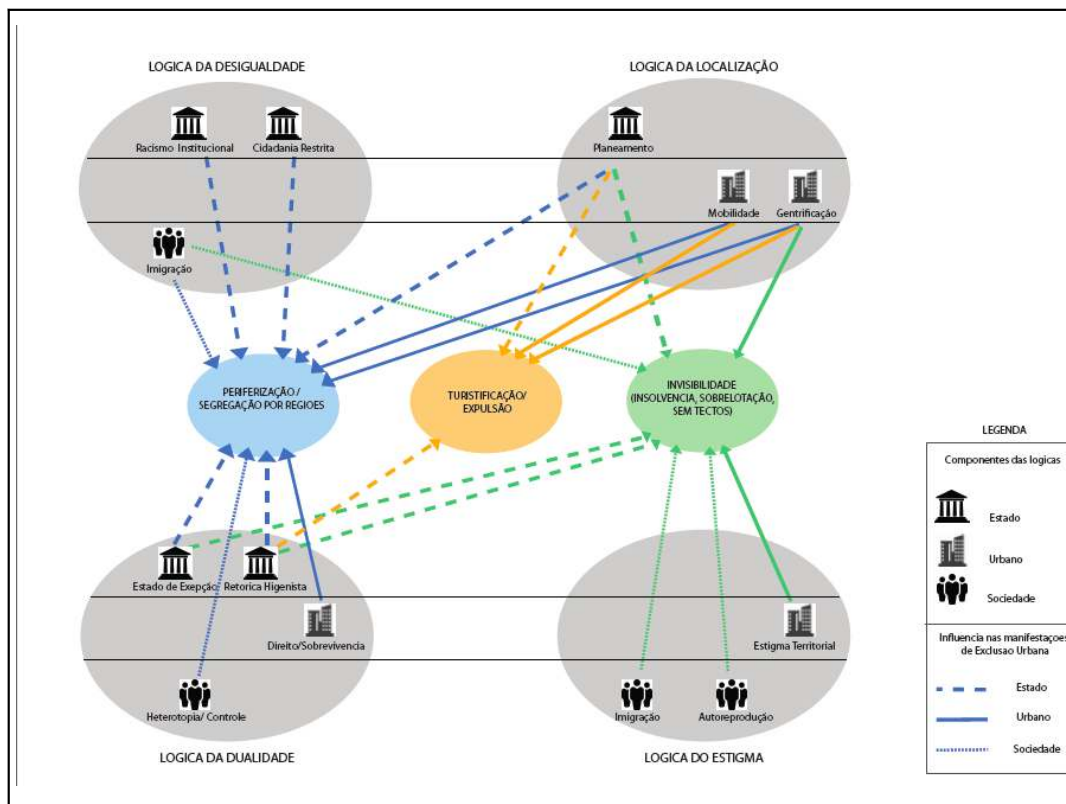 LOGICA DA DESIGUALDADE
LOGICA DA LOCALIZAÇÃO
Racismo Institucional
Cidadania Restrita
Planeamento
Mobilidade
Gentrificação
Imigração
PERIFERIZAÇÃO /
SEGREGAÇÃO POR REGIOES
TURISTIFICAÇÃO/
EXPULSÃO
INVISIBILIDADE
(INSOLVENCIA, SOBRELOTAÇÃO,
SEM TECTOS)
Estado de Exepção
Retorica Higenista
Direito/Sobrevivencia
Estigma Territorial
Heterotopia/ Controle
Imigração
Autoreprodução
LOGICA DA DUALIDADE
LOGICA DO ESTIGMA
LEGENDA
Componentes das logicas
Estado
Urbano
Sociedade
Influencia nas manifestaçoes
de Exclusao Urbana
Estado
Urbano
Sociedade